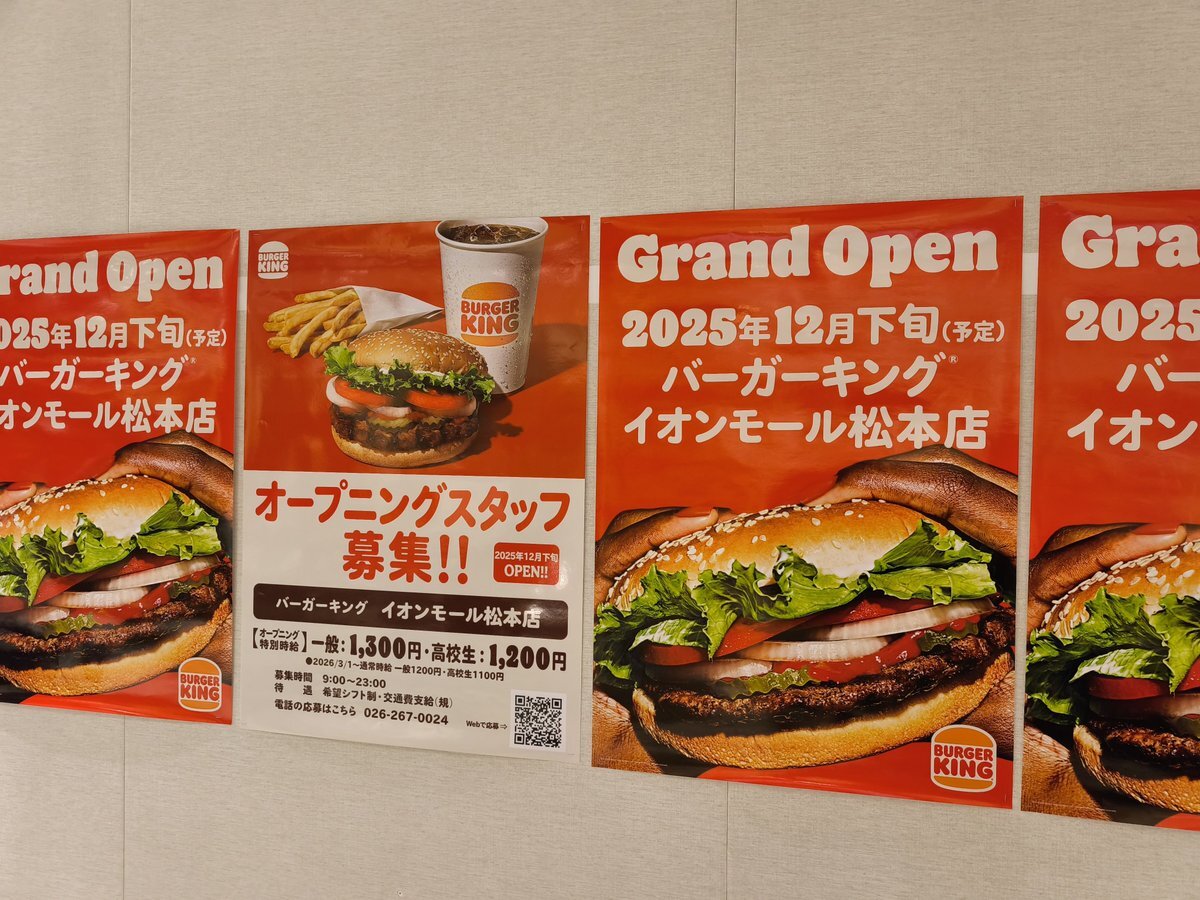 Grand Open
2025年12月下旬(予定)
バーガーキング®
イオンモール松本店
BURGER
KING
BURGER
KING
BURGER
KING
オープニングスタッフ
募集!!
2025年12月下旬
OPEN!!
バーガーキング イオンモール松本店
【オープニング特別時給】一般:1,300円・高校生:1,200円
●2026/3/1～通常時給 一般1200円・高校生1100円
募集時間 9:00～23:00
待 遇 希望シフト制・交通費支給(規)
電話の応募はこちら 026-267-0024
Webで応募⇒
Grand Open
2025年12月下旬(予定)
バーガーキング®
イオンモール松本店
BURGER
KING
Gra
2025
バー
イオン